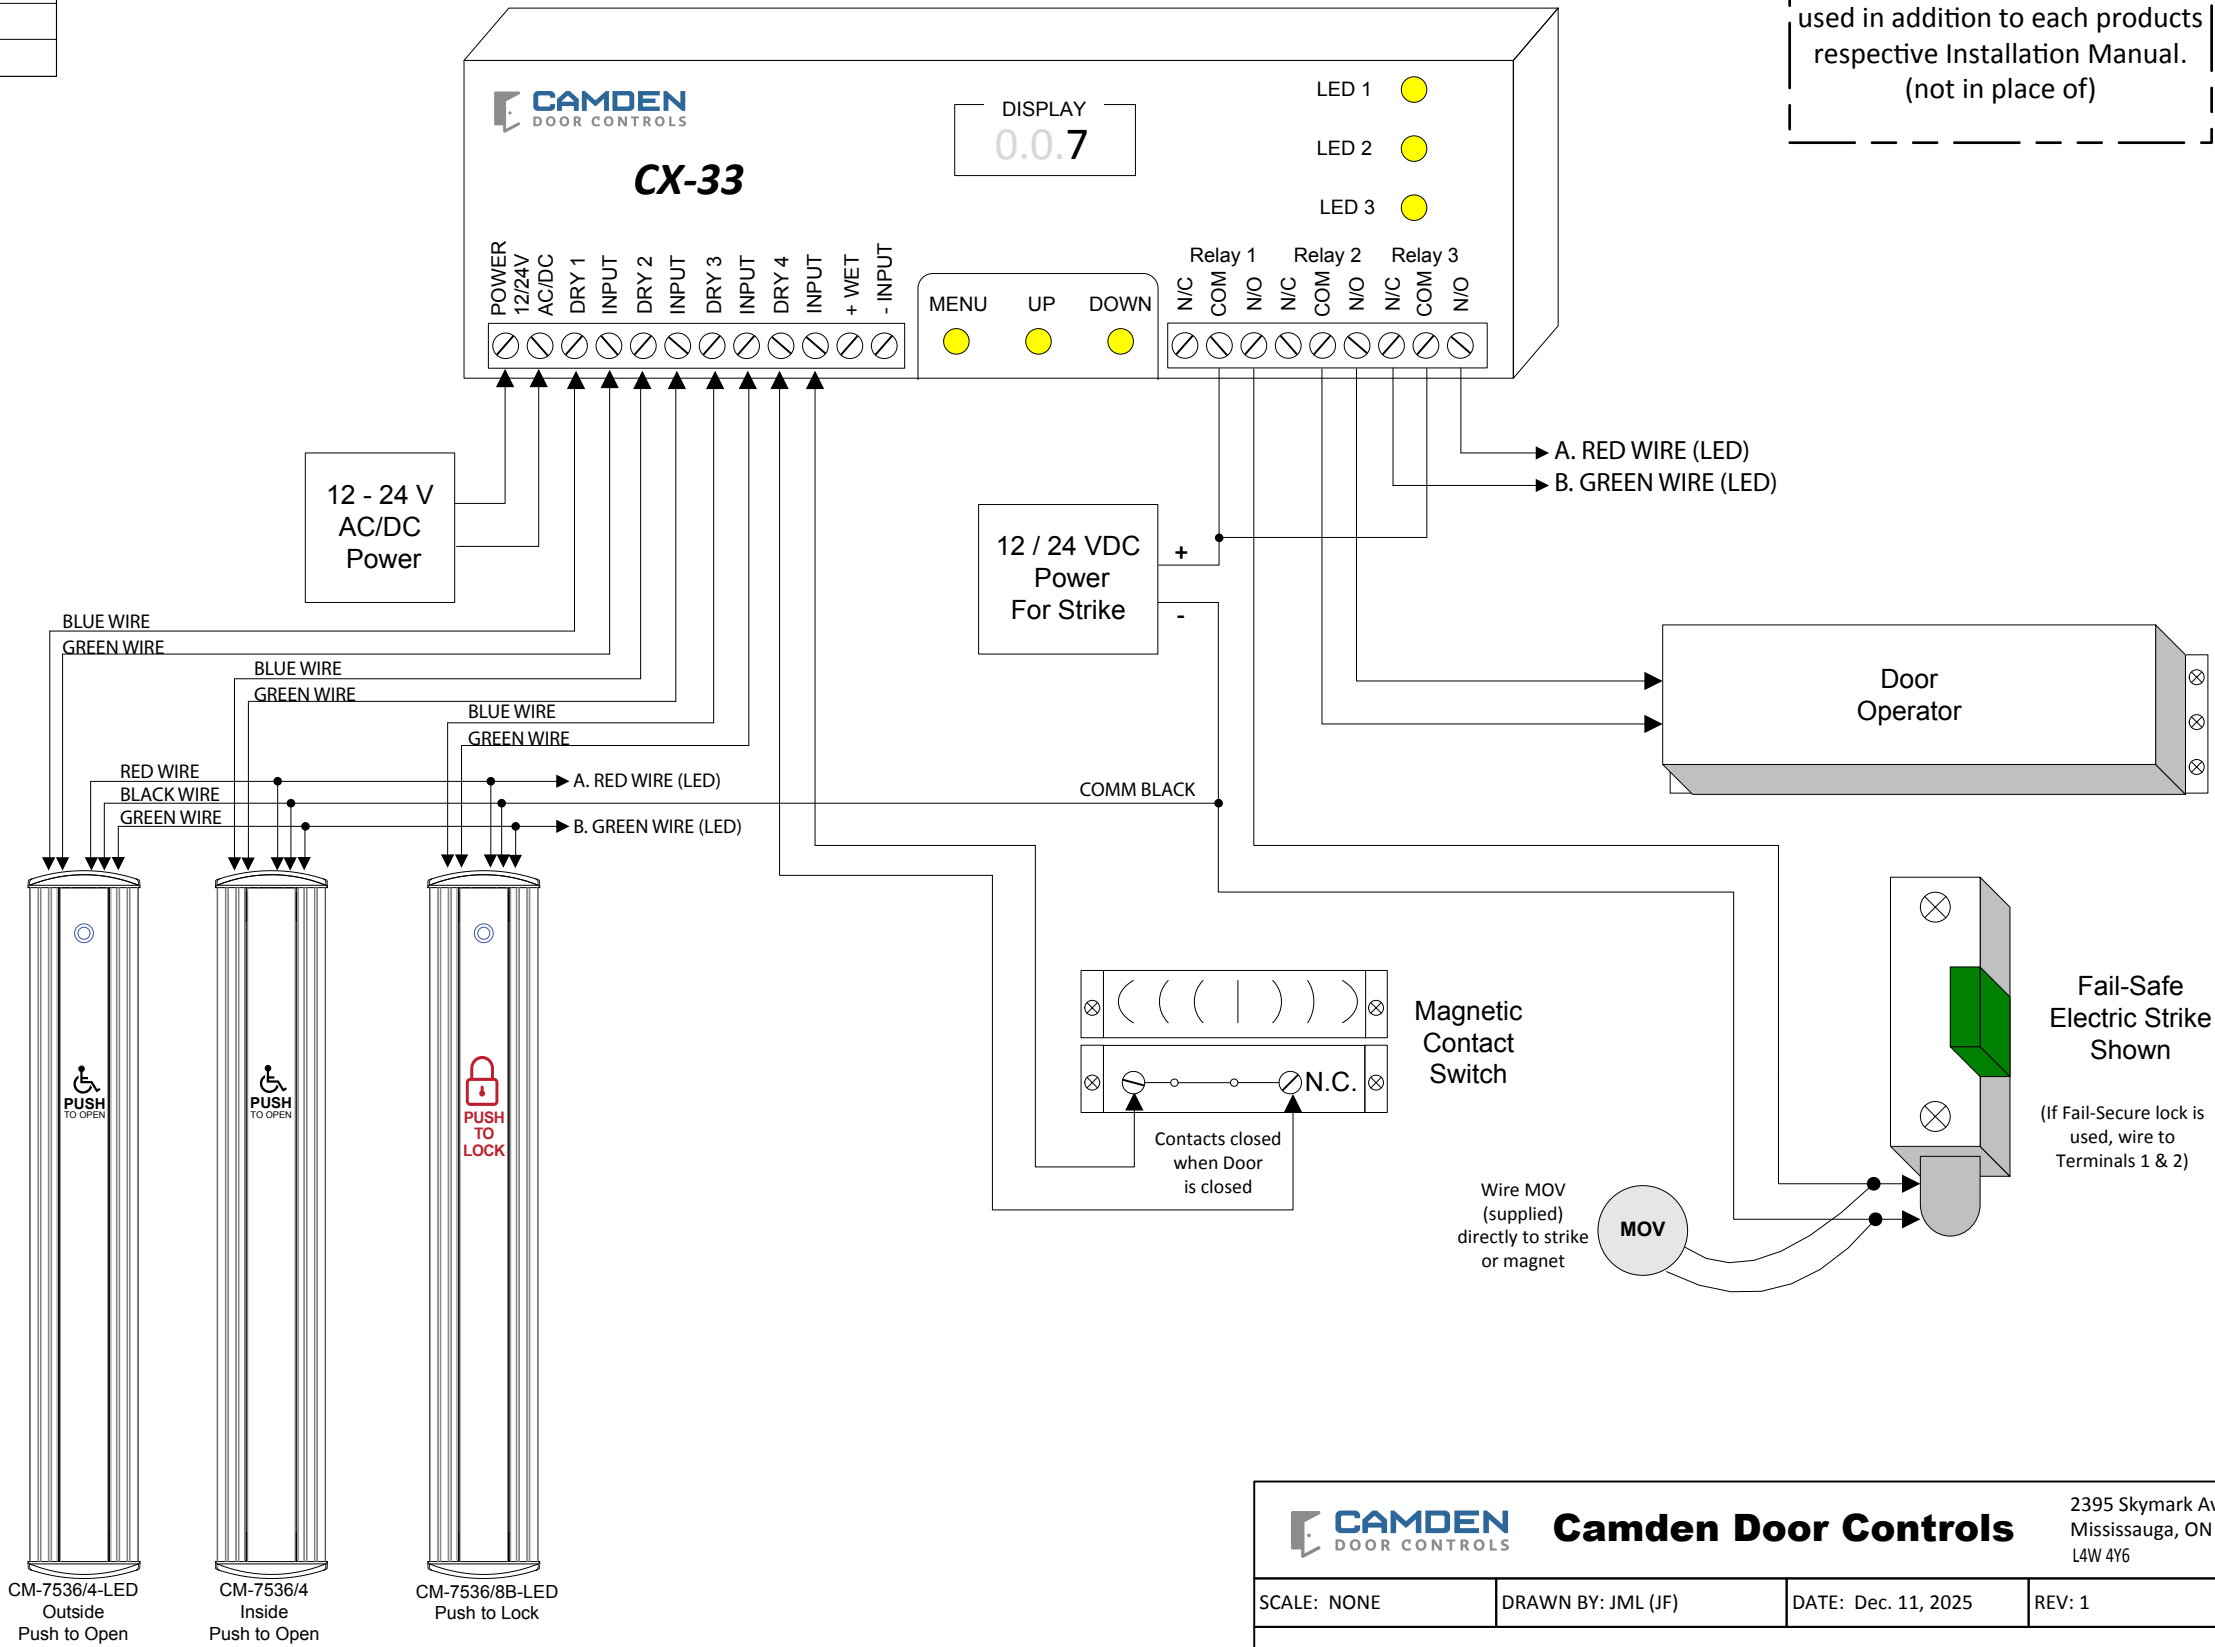 used in addition to each products
respective Installation Manual.
(not in place of)
CAMDEN
DOOR CONTROLS
CX-33
DISPLAY
0.0.7
LED 1
LED 2
LED 3
POWER
12/24V
AC/DC
DRY 1
INPUT
DRY 2
INPUT
DRY 3
INPUT
DRY 4
INPUT
+ WET
- INPUT
MENU
UP
DOWN
Relay 1
Relay 2
Relay 3
N/C
COM
N/O
N/C
COM
N/O
N/C
COM
N/O
A. RED WIRE (LED)
B. GREEN WIRE (LED)
12 - 24 V
AC/DC
Power
12 / 24 VDC
Power
For Strike
+
-
BLUE WIRE
GREEN WIRE
BLUE WIRE
GREEN WIRE
BLUE WIRE
GREEN WIRE
RED WIRE
BLACK WIRE
GREEN WIRE
A. RED WIRE (LED)
COMM BLACK
B. GREEN WIRE (LED)
Door
Operator
PUSH
TO OPEN
PUSH
TO OPEN
PUSH
TO
LOCK
Magnetic
Contact
Switch
N.C.
Contacts closed
when Door
is closed
Fail-Safe
Electric Strike
Shown
(If Fail-Secure lock is
used, wire to
Terminals 1 & 2)
Wire MOV
(supplied)
directly to strike
or magnet
MOV
CM-7536/4-LED
Outside
Push to Open
CM-7536/4
Inside
Push to Open
CM-7536/8B-LED
Push to Lock
CAMDEN
DOOR CONTROLS
Camden Door Controls
2395 Skymark Av
Mississauga, ON
L4W 4Y6
SCALE: NONE
DRAWN BY: JML (JF)
DATE: Dec. 11, 2025
REV: 1